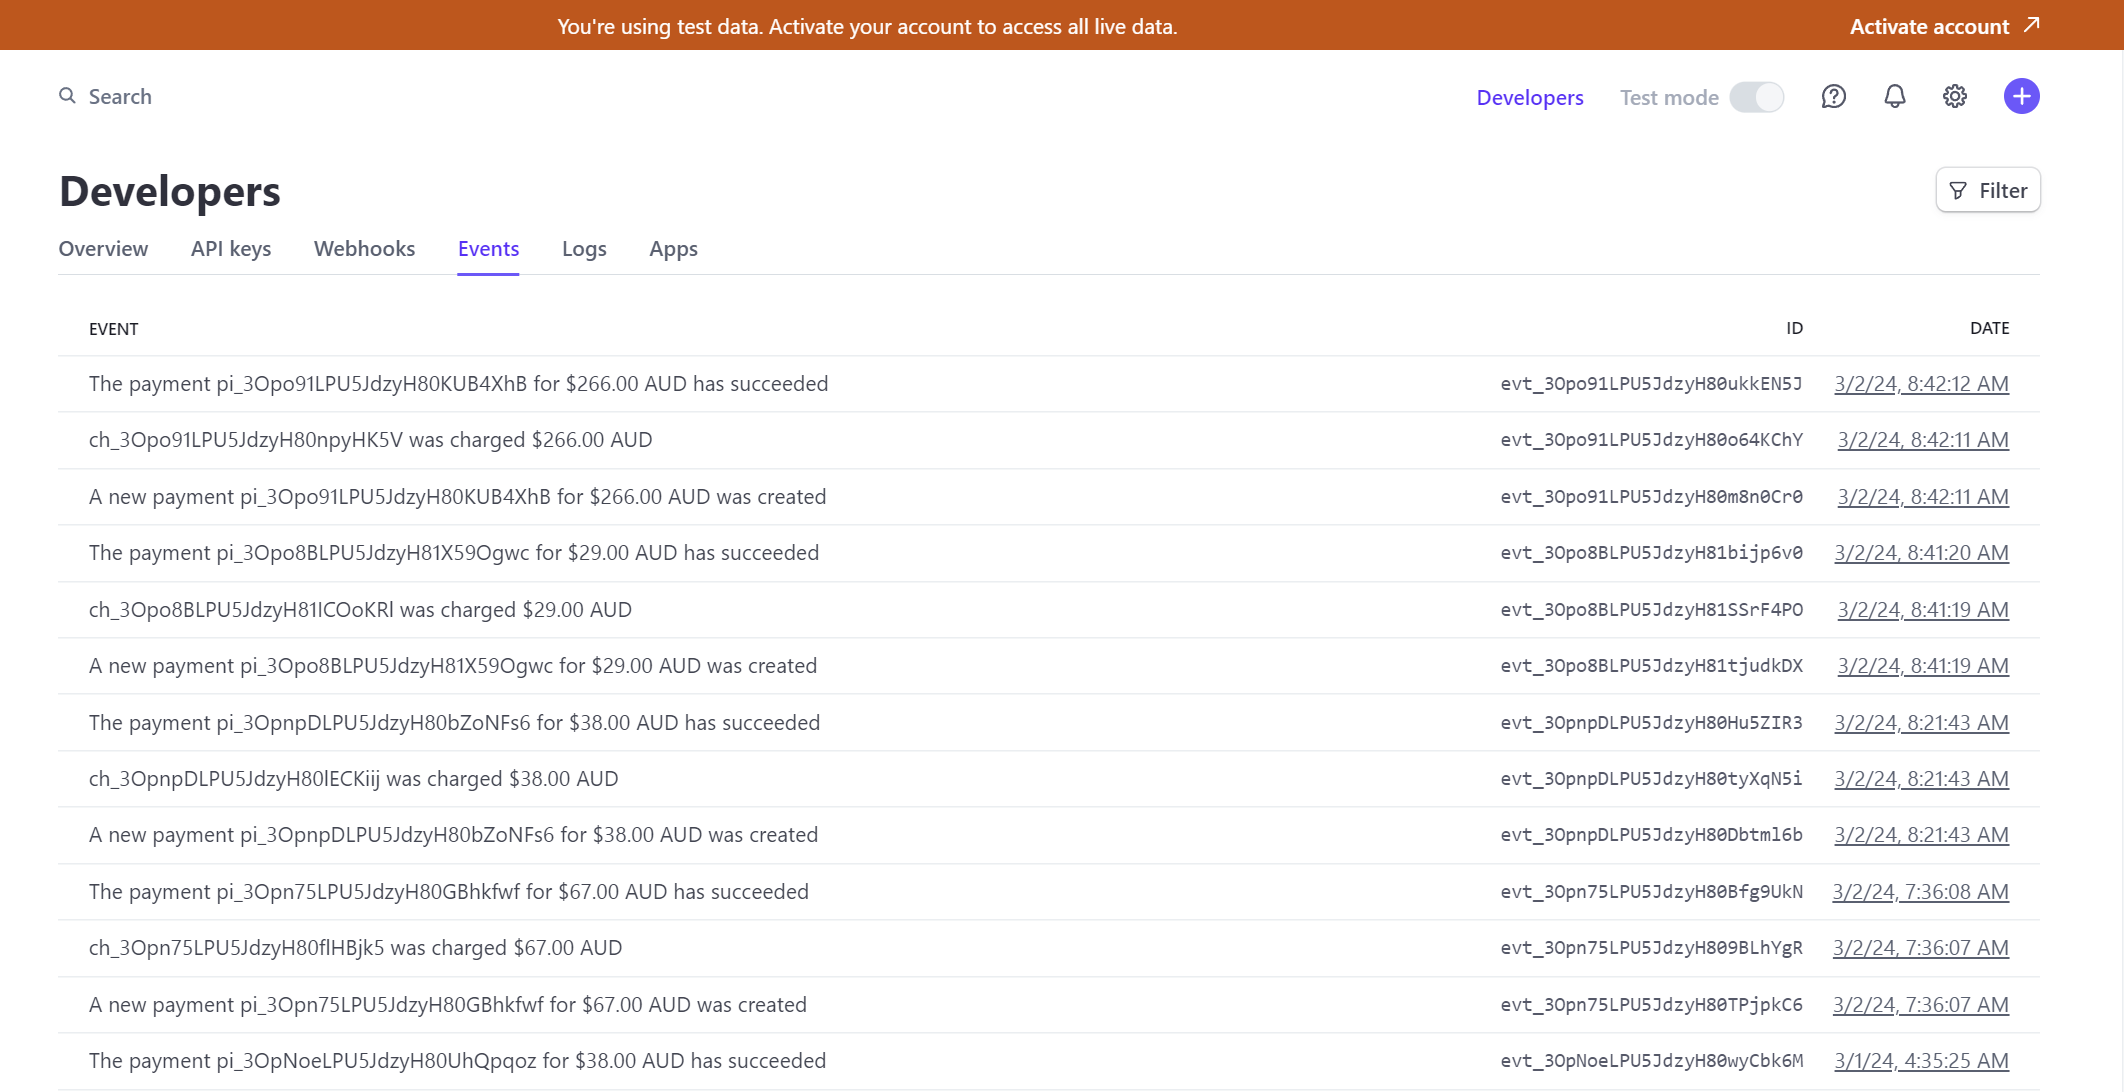 You're using test data. Activate your account to access all live data. Activate account
Search Developers Test mode
Developers Filter
Overview API keys Webhooks Events Logs Apps
EVENT ID DATE
The payment pi_3Opo91LPU5JdzyH80KUB4XhB for $266.00 AUD has succeeded evt_3Opo91LPU5JdzyH80ukkEN5J 3/2/24, 8:42:12 AM
ch_3Opo91LPU5JdzyH80npyHK5V was charged $266.00 AUD evt_3Opo91LPU5JdzyH80o64KChY 3/2/24, 8:42:11 AM
A new payment pi_3Opo91LPU5JdzyH80KUB4XhB for $266.00 AUD was created evt_3Opo91LPU5JdzyH80m8n0Cr0 3/2/24, 8:42:11 AM
The payment pi_3Opo8BLPU5JdzyH81X59Ogwc for $29.00 AUD has succeeded evt_3Opo8BLPU5JdzyH81bijp6v0 3/2/24, 8:41:20 AM
ch_3Opo8BLPU5JdzyH81ICOoKRl was charged $29.00 AUD evt_3Opo8BLPU5JdzyH81SSrF4PO 3/2/24, 8:41:19 AM
A new payment pi_3Opo8BLPU5JdzyH81X59Ogwc for $29.00 AUD was created evt_3Opo8BLPU5JdzyH81tjudkDX 3/2/24, 8:41:19 AM
The payment pi_3OpnpDLPU5JdzyH80bZoNFs6 for $38.00 AUD has succeeded evt_3OpnpDLPU5JdzyH80Hu5ZIR3 3/2/24, 8:21:43 AM
ch_3OpnpDLPU5JdzyH80lECKiij was charged $38.00 AUD evt_3OpnpDLPU5JdzyH80tyXqN5i 3/2/24, 8:21:43 AM
A new payment pi_3OpnpDLPU5JdzyH80bZoNFs6 for $38.00 AUD was created evt_3OpnpDLPU5JdzyH80Dbtml6b 3/2/24, 8:21:43 AM
The payment pi_3Opn75LPU5JdzyH80GBhkfwf for $67.00 AUD has succeeded evt_3Opn75LPU5JdzyH80Bfg9UkN 3/2/24, 7:36:08 AM
ch_3Opn75LPU5JdzyH80flHBjk5 was charged $67.00 AUD evt_3Opn75LPU5JdzyH809BLhYgR 3/2/24, 7:36:07 AM
A new payment pi_3Opn75LPU5JdzyH80GBhkfwf for $67.00 AUD was created evt_3Opn75LPU5JdzyH80TPjpkC6 3/2/24, 7:36:07 AM
The payment pi_3OpNoeLPU5JdzyH80UhQpqoz for $38.00 AUD has succeeded evt_3OpNoeLPU5JdzyH80wyCbk6M 3/1/24, 4:35:25 AM